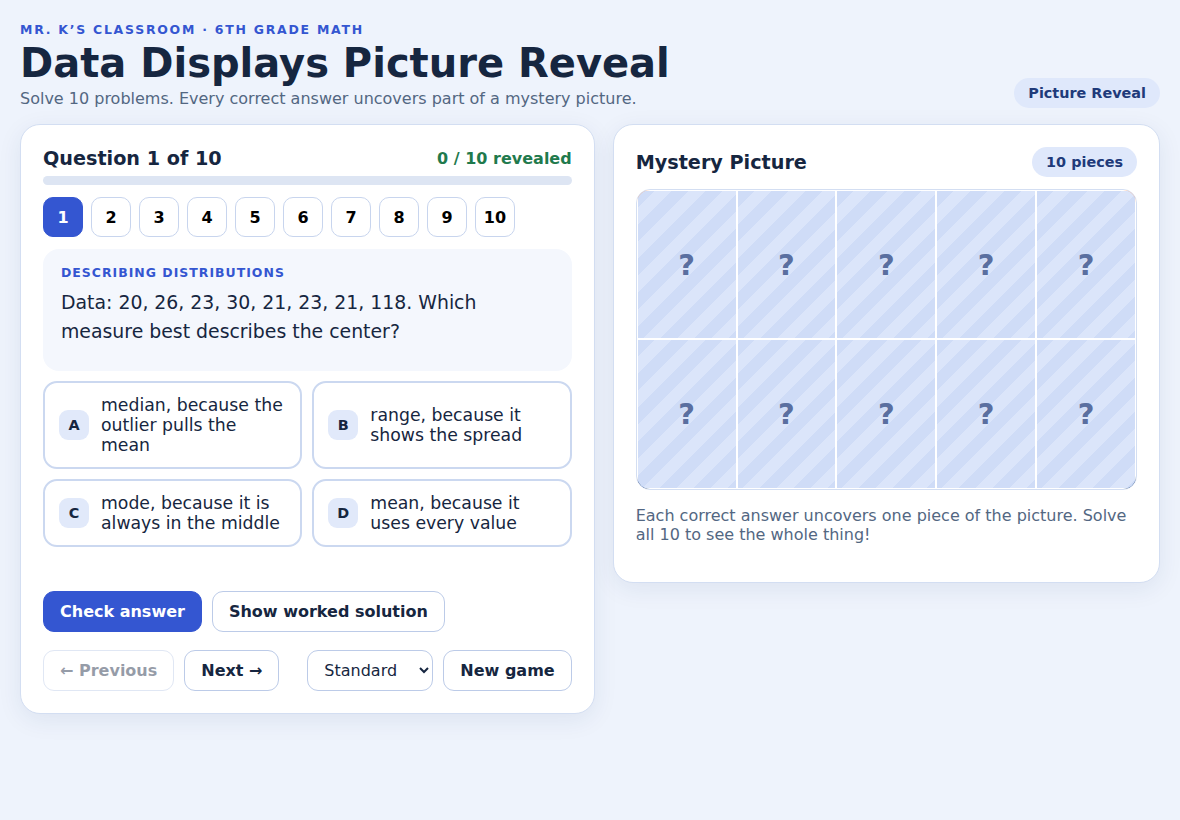 MR. K’S CLASSROOM · 6TH GRADE MATH
Data Displays Picture Reveal
Solve 10 problems. Every correct answer uncovers part of a mystery picture.
Picture Reveal
Question 1 of 10
0 / 10 revealed
1 2 3 4 5 6 7 8 9 10
DESCRIBING DISTRIBUTIONS
Data: 20, 26, 23, 30, 21, 23, 21, 118. Which
measure best describes the center?
A
median, because the
outlier pulls the
mean
B
range, because it
shows the spread
C
mode, because it is
always in the middle
D
mean, because it
uses every value
Check answer
Show worked solution
← Previous
Next →
Standard
New game
Mystery Picture
10 pieces
? ? ? ? ?
? ? ? ? ?
Each correct answer uncovers one piece of the picture. Solve
all 10 to see the whole thing!